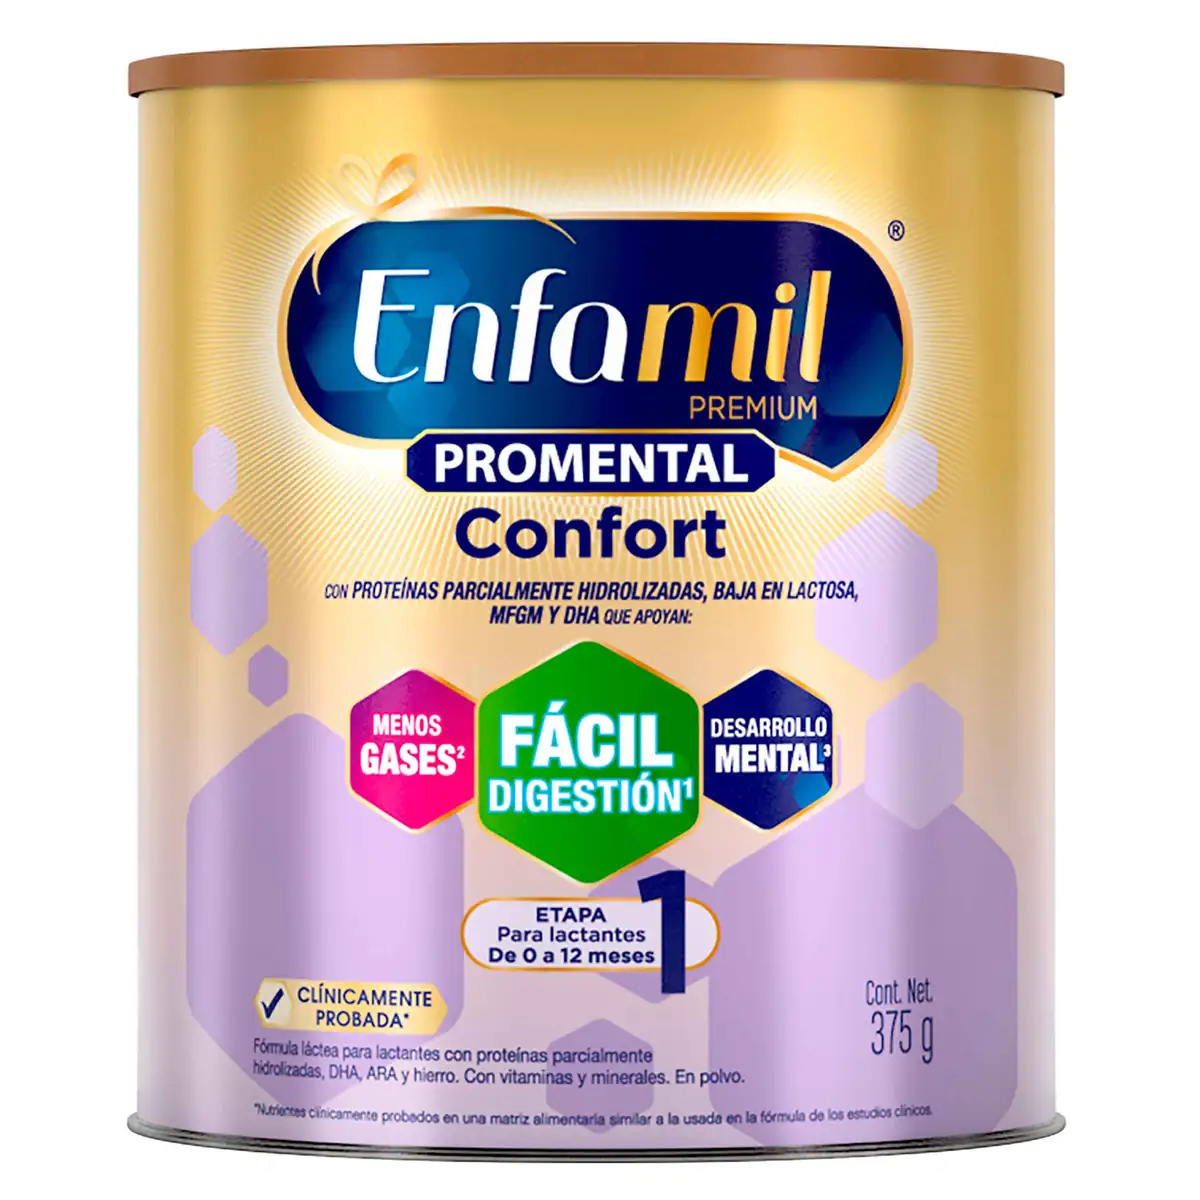 Enfamil®
PREMIUM
PROMENTAL
Confort
CON PROTEÍNAS PARCIALMENTE HIDROLIZADAS, BAJA EN LACTOSA,
MFGM Y DHA QUE APOYAN:
MENOS
GASES²
FÁCIL
DIGESTIÓN¹
DESARROLLO
MENTAL³
ETAPA 1
Para lactantes
De 0 a 12 meses
CLÍNICAMENTE
PROBADA*
Cont. Net.
375 g
Fórmula láctea para lactantes con proteínas parcialmente
hidrolizadas, DHA, ARA y hierro. Con vitaminas y minerales. En polvo.
*Nutrientes clínicamente probados en una matriz alimentaria similar a la usada en la fórmula de los estudios clínicos.